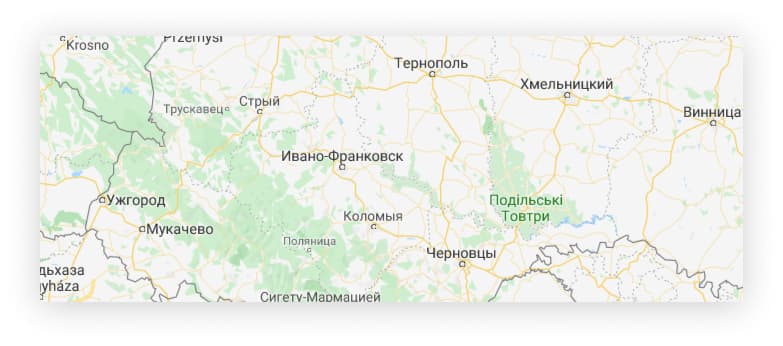 Przemyśl
Krosno
Тернополь
Хмельницкий
Трускавец
Стрый
Винница
Ивано-Франковск
Ужгород
Подільські
Товтри
Коломыя
Мукачево
Поляница
Черновцы
дьхаза
yháza
Сигету-Мармацией